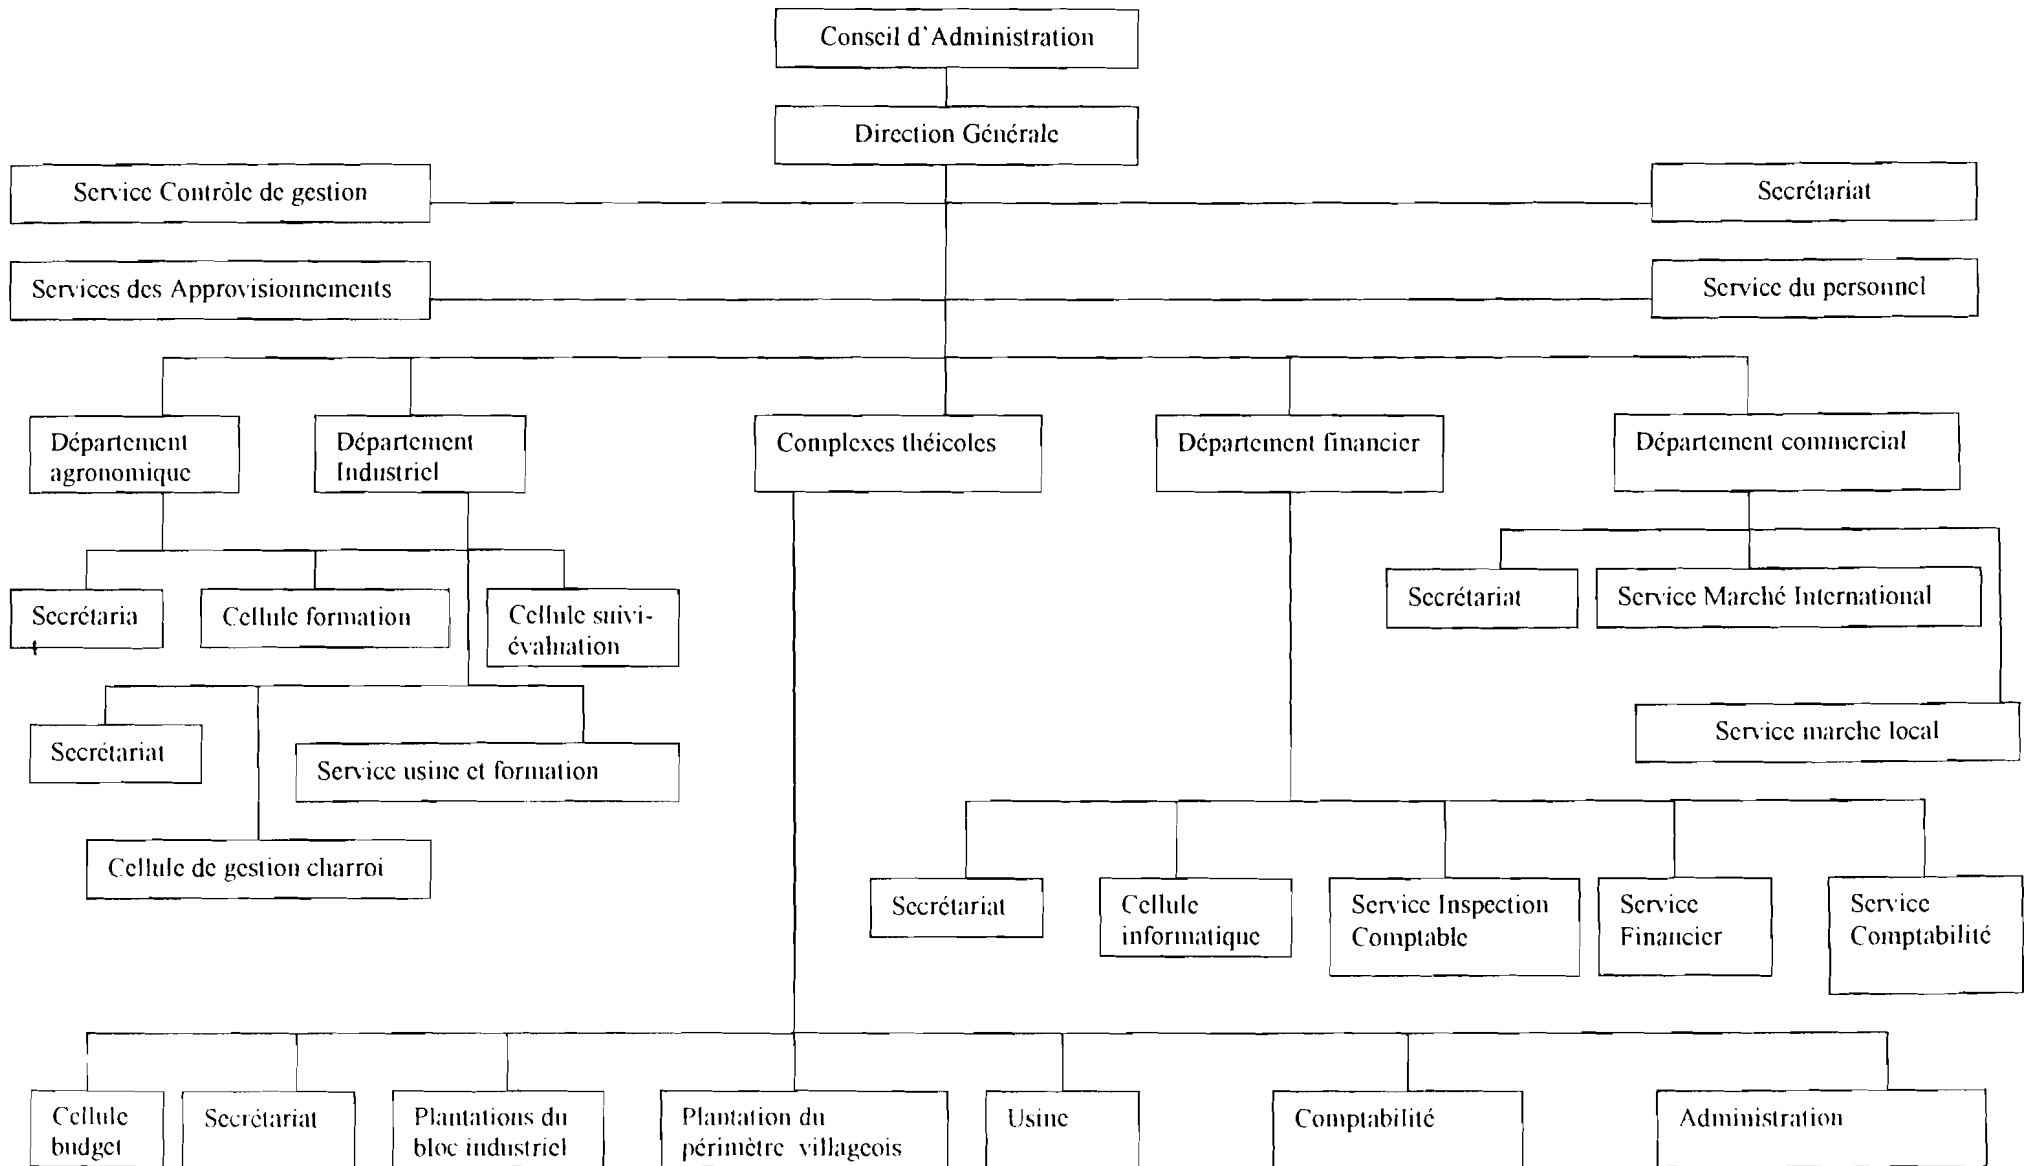 Conseil d'Administration
Direction Générale
Service Contrôle de gestion
Secrétariat
Services des Approvisionnements
Service du personnel
Département
agronomique
Département
Industriel
Complexes théicoles
Département financier
Département commercial
Secrétaria
t
Cellule formation
Cellule suivi-
évaluation
Secrétariat
Service Marché International
Secrétariat
Service usine et formation
Service marche local
Cellule de gestion charroi
Secrétariat
Cellule
informatique
Service Inspection
Comptable
Service
Financier
Service
Comptabilité
Cellule
budget
Secrétariat
Plantations du
bloc industriel
Plantation du
périmètre villageois
Usine
Comptabilité
Administration